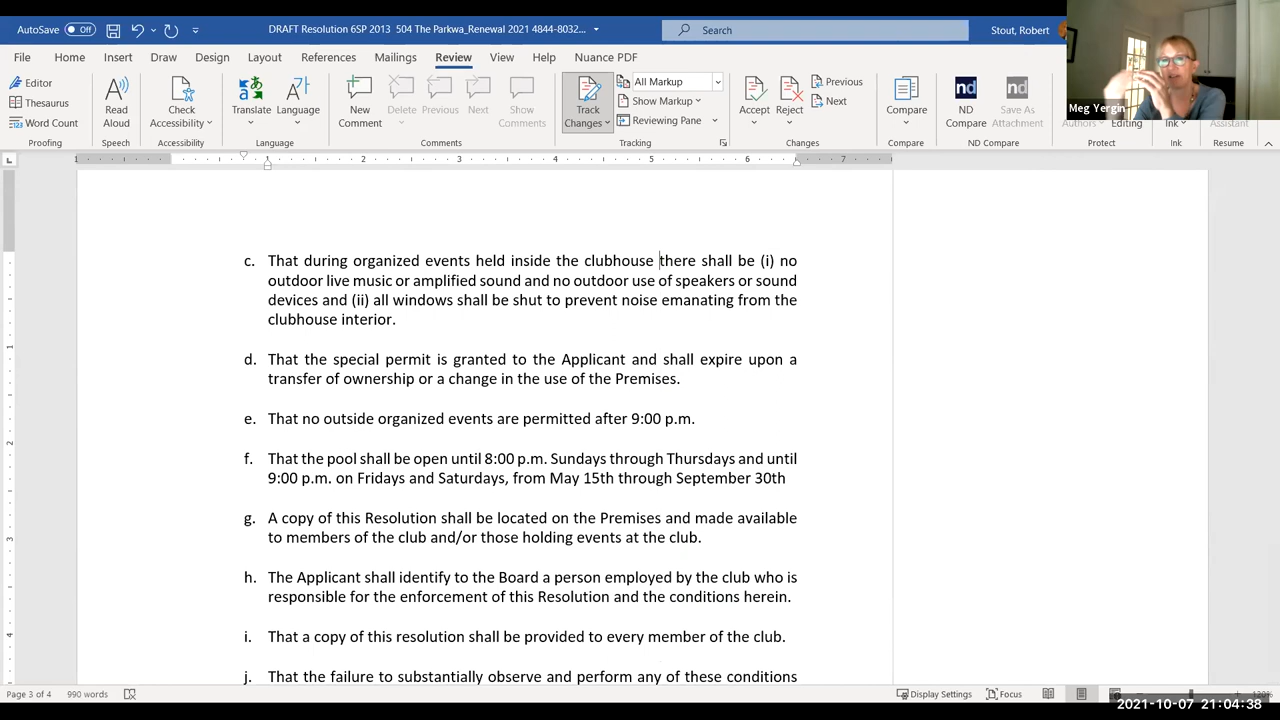 AutoSave Off DRAFT Resolution 6SP 2013 504 The Parkwa_Renewal 2021 4844-8032... Search Stout, Robert
File Home Insert Draw Design Layout References Mailings Review View Help Nuance PDF
Editor
Thesaurus
Word Count
Proofing
Read Aloud
Speech
Check Accessibility
Accessibility
Translate Language
Language
New Comment Delete Previous Next Show Comments
Comments
Track Changes
All Markup
Show Markup
Reviewing Pane
Tracking
Accept Reject Previous
Next
Changes
Compare
Compare
ND Compare Save As Attachment
ND Compare
Authors Editing
Protect
Ink
Ink
Assistant
Resume
Meg Yergin
1 1 2 3 4 5 6 7
c. That during organized events held inside the clubhouse there shall be (i) no
outdoor live music or amplified sound and no outdoor use of speakers or sound
devices and (ii) all windows shall be shut to prevent noise emanating from the
clubhouse interior.
d. That the special permit is granted to the Applicant and shall expire upon a
transfer of ownership or a change in the use of the Premises.
e. That no outside organized events are permitted after 9:00 p.m.
f. That the pool shall be open until 8:00 p.m. Sundays through Thursdays and until
9:00 p.m. on Fridays and Saturdays, from May 15th through September 30th
g. A copy of this Resolution shall be located on the Premises and made available
to members of the club and/or those holding events at the club.
h. The Applicant shall identify to the Board a person employed by the club who is
responsible for the enforcement of this Resolution and the conditions herein.
i. That a copy of this resolution shall be provided to every member of the club.
j. That the failure to substantially observe and perform any of these conditions
Page 3 of 4 990 words Display Settings Focus 120%
2021-10-07 21:04:38